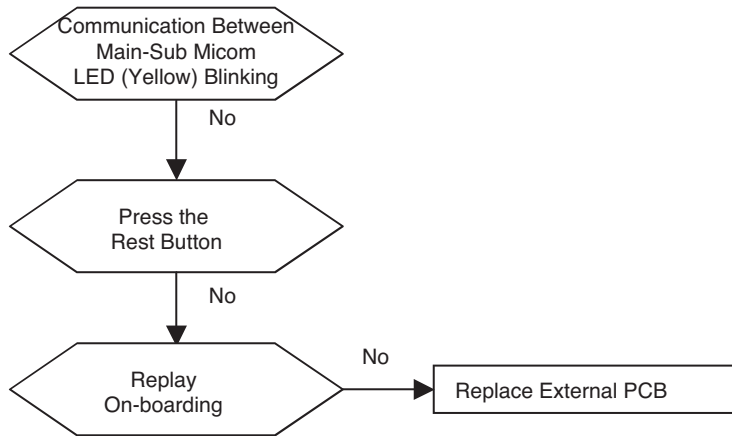 Communication Between
Main-Sub Micom
LED (Yellow) Blinking
No
Press the
Rest Button
No
Replay
On-boarding
No
Replace External PCB